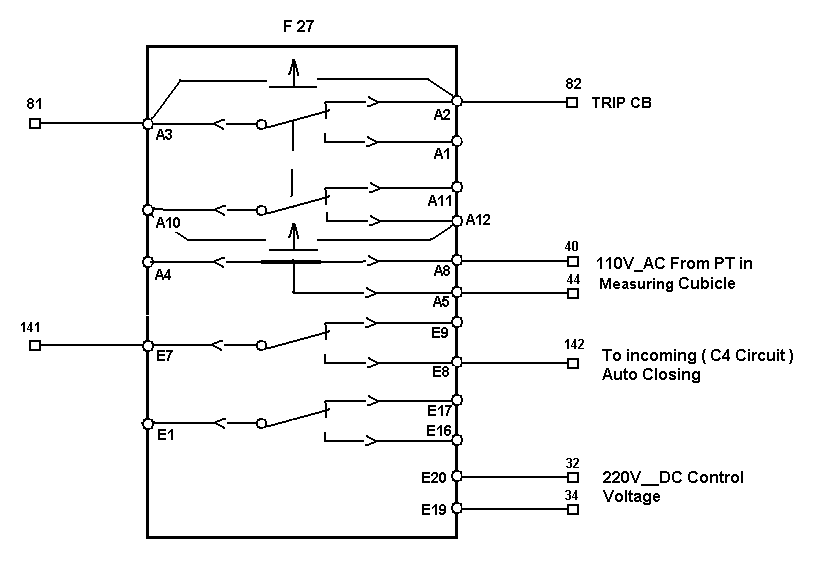 F 27
81
82
TRIP CB
A3
A2
A1
A10
A11
A12
A4
A8
40
110V_AC From PT in
Measuring Cubicle
44
A5
141
E7
E9
E8
142
To incoming ( C4 Circuit )
Auto Closing
E1
E17
E16
E20
32
220V__DC Control
Voltage
34
E19